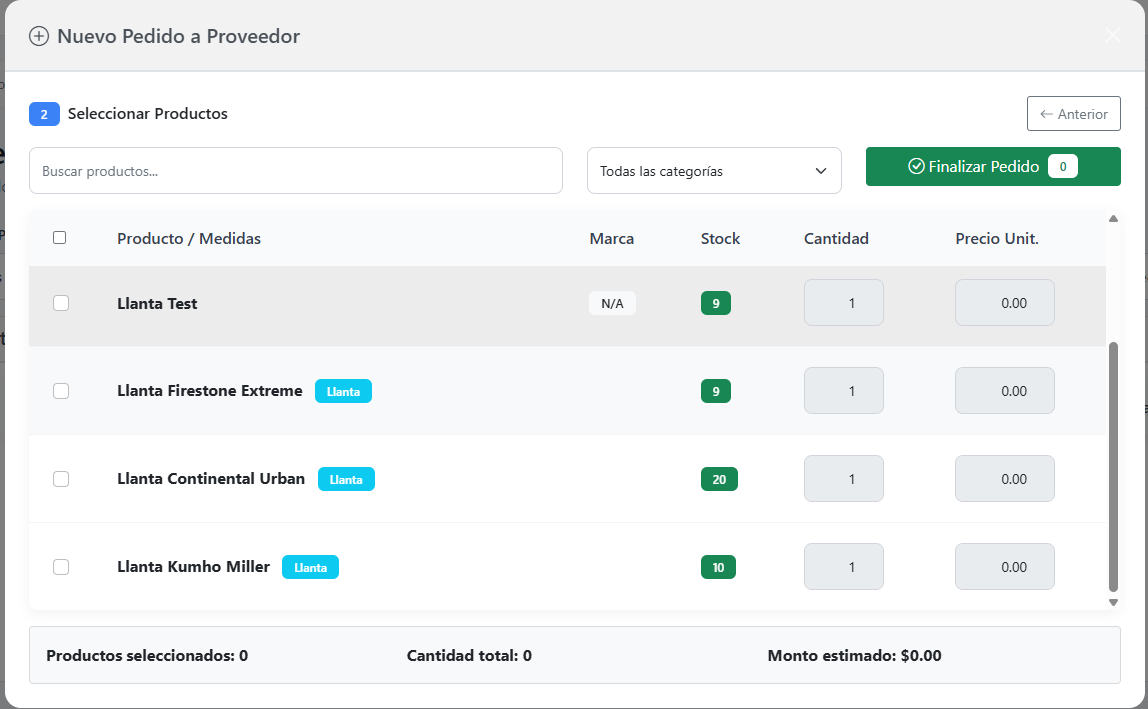 Nuevo Pedido a Proveedor
2 Seleccionar Productos
← Anterior
Buscar productos...
Todas las categorías
Finalizar Pedido 0
Producto / Medidas Marca Stock Cantidad Precio Unit.
Llanta Test N/A 9 1 0.00
Llanta Firestone Extreme Llanta 9 1 0.00
Llanta Continental Urban Llanta 20 1 0.00
Llanta Kumho Miller Llanta 10 1 0.00
Productos seleccionados: 0 Cantidad total: 0 Monto estimado: $0.00